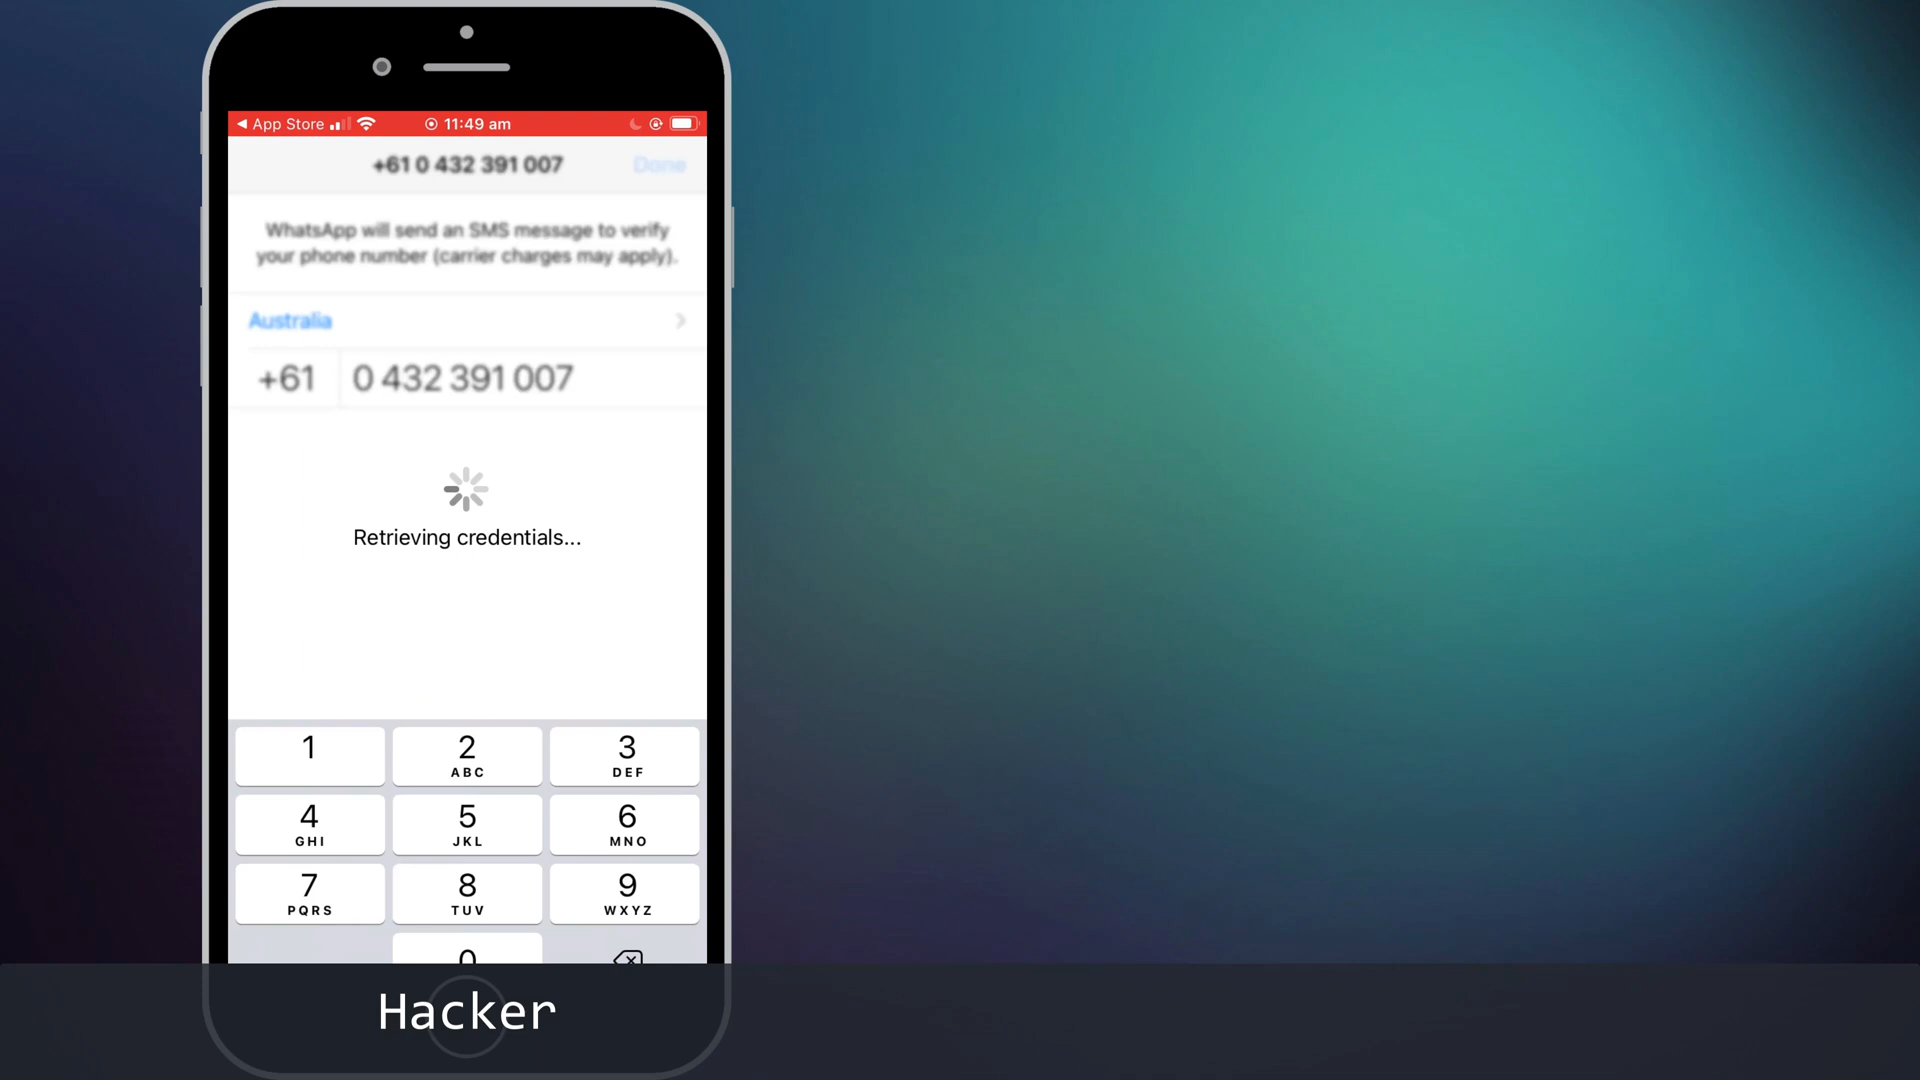 App Store 11:49 am
+61 0 432 391 007 Done
WhatsApp will send an SMS message to verify
your phone number (carrier charges may apply).
Australia
+61 0 432 391 007
Retrieving credentials...
1 2 3
ABC DEF
4 5 6
GHI JKL MNO
7 8 9
PQRS TUV WXYZ
0
Hacker